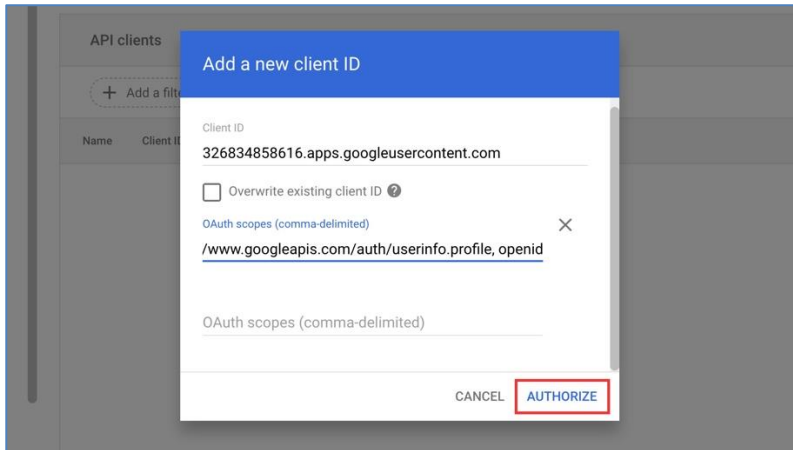 API clients
Add a new client ID
+ Add a filte
Name Client ID
Client ID
326834858616.apps.googleusercontent.com
Overwrite existing client ID ?
OAuth scopes (comma-delimited)
/www.googleapis.com/auth/userinfo.profile, openid
OAuth scopes (comma-delimited)
CANCEL AUTHORIZE